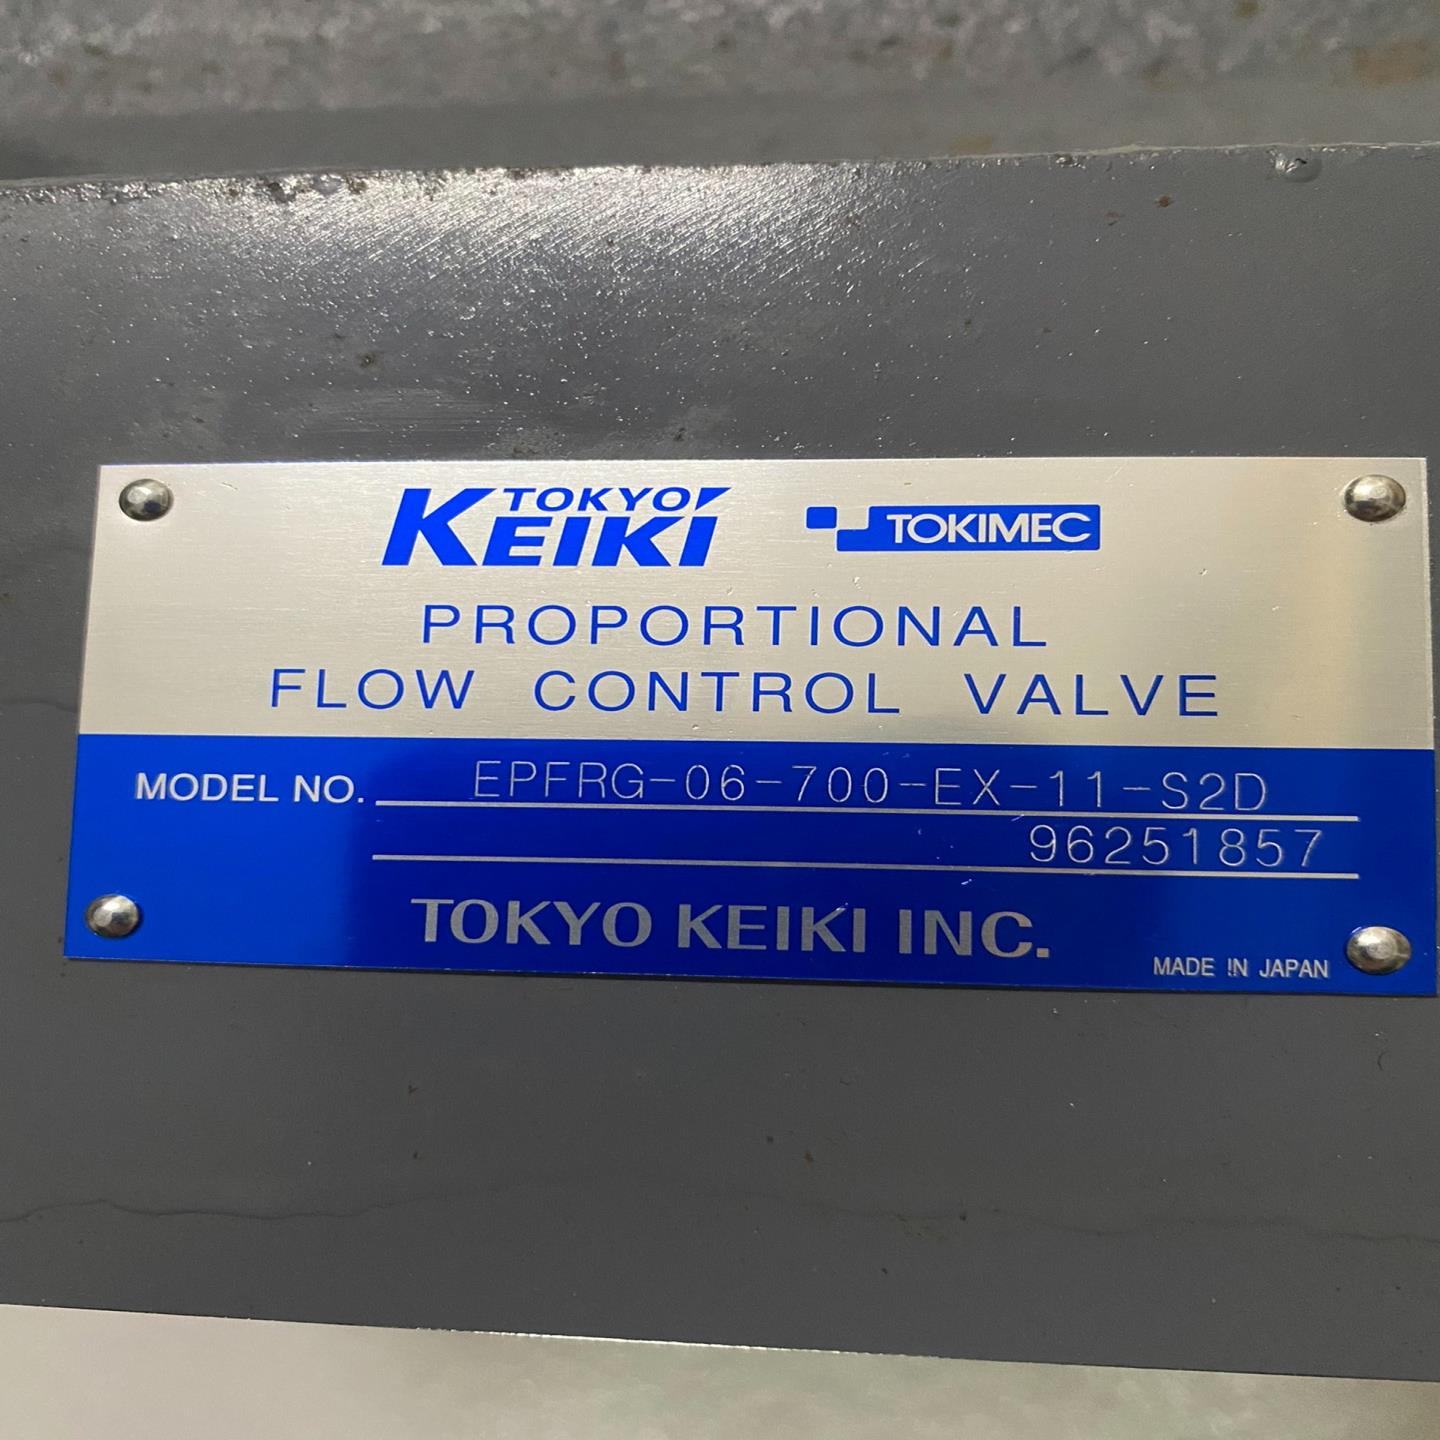 TOKYO KEIKI TOKIMEC
PROPORTIONAL
FLOW CONTROL VALVE
MODEL NO. EPFRG-06-700-EX-11-S2D
96251857
TOKYO KEIKI INC.
MADE IN JAPAN